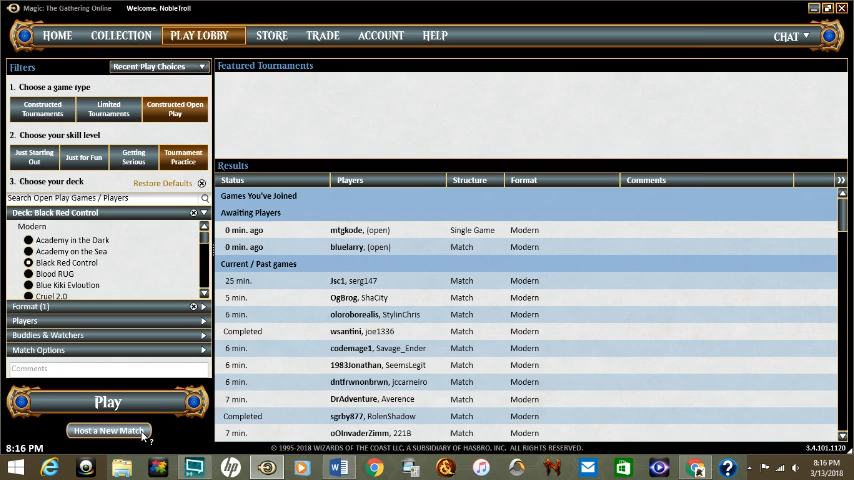 Magic: The Gathering Online Welcome, NobleTroll
HOME COLLECTION PLAY LOBBY STORE TRADE ACCOUNT HELP CHAT
Filters Recent Play Choices
1. Choose a game type
Constructed Tournaments Limited Tournaments Constructed Open Play
2. Choose your skill level
Just Starting Out Just for Fun Getting Serious Tournament Practice
3. Choose your deck Restore Defaults
Search Open Play Games / Players
Deck: Black Red Control
Modern
Academy in the Dark
Academy on the Sea
Black Red Control
Blood RUG
Blue Kiki Evloution
Cruel 2.0
Format (1)
Players
Buddies & Watchers
Match Options
Comments
Play
Host a New Match
8:16 PM
Featured Tournaments
Results
Status Players Structure Format Comments
Games You've Joined
Awaiting Players
0 min. ago mtgkode, (open) Single Game Modern
0 min. ago bluelarry, (open) Match Modern
Current / Past games
25 min. Jsc1, serg147 Match Modern
5 min. OgBrog, ShaCity Match Modern
6 min. oloroborealis, StylinChris Match Modern
Completed wsantini, joe1336 Match Modern
6 min. codemage1, Savage_Ender Match Modern
6 min. 1983Jonathan, SeemsLegit Match Modern
6 min. dntfrwnonbrwn, jccarneiro Match Modern
7 min. DrAdventure, Averence Match Modern
Completed sgrby877, RolenShadow Match Modern
7 min. oOInvaderZimm, 221B Match Modern
© 1995-2018 WIZARDS OF THE COAST LLC, A SUBSIDIARY OF HASBRO, INC. ALL RIGHTS RESERVED. 3.4.101.1120
8:16 PM
3/13/2018